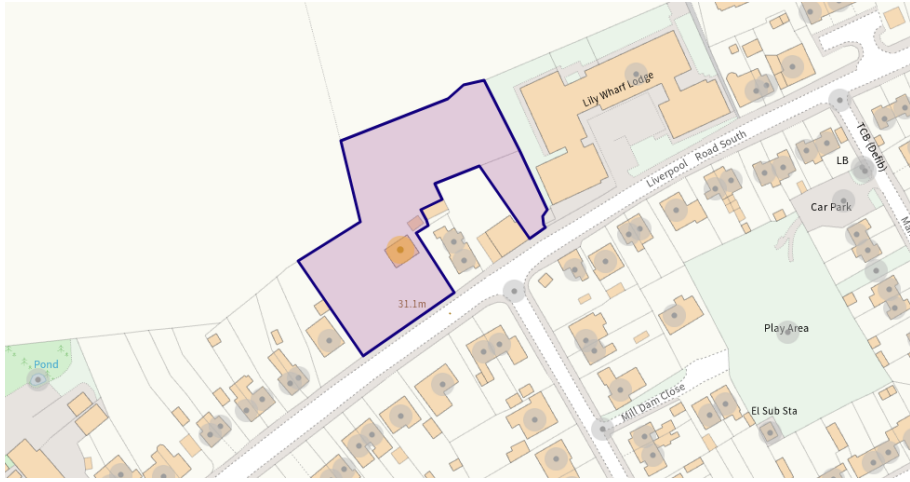 Lily Wharf Lodge
TCB (Defib)
Liverpool Road South
LB
Car Park
31.1m
Play Area
Pond
Mill Dam Close
El Sub Sta